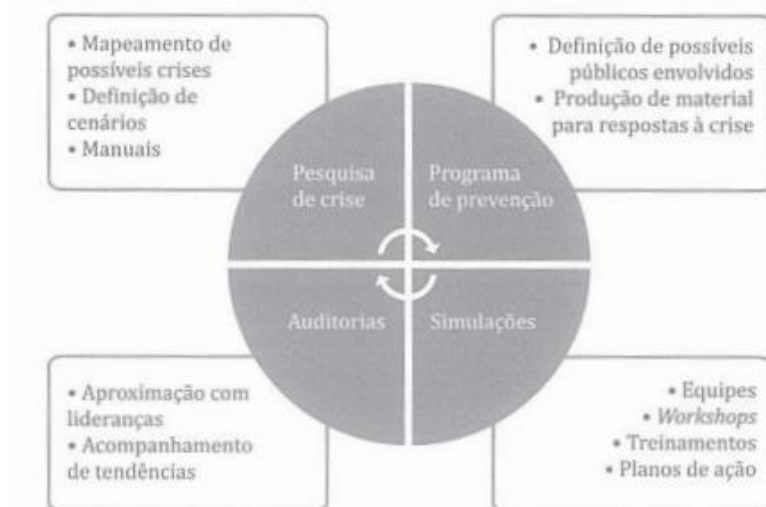 • Mapeamento de
possíveis crises
• Definição de
cenários
• Manuais
• Definição de possíveis
públicos envolvidos
• Produção de material
para respostas à crise
Pesquisa
de crise
Programa
de prevenção
Auditorias
Simulações
• Aproximação com
lideranças
• Acompanhamento
de tendências
• Equipes
• Workshops
• Treinamentos
• Planos de ação